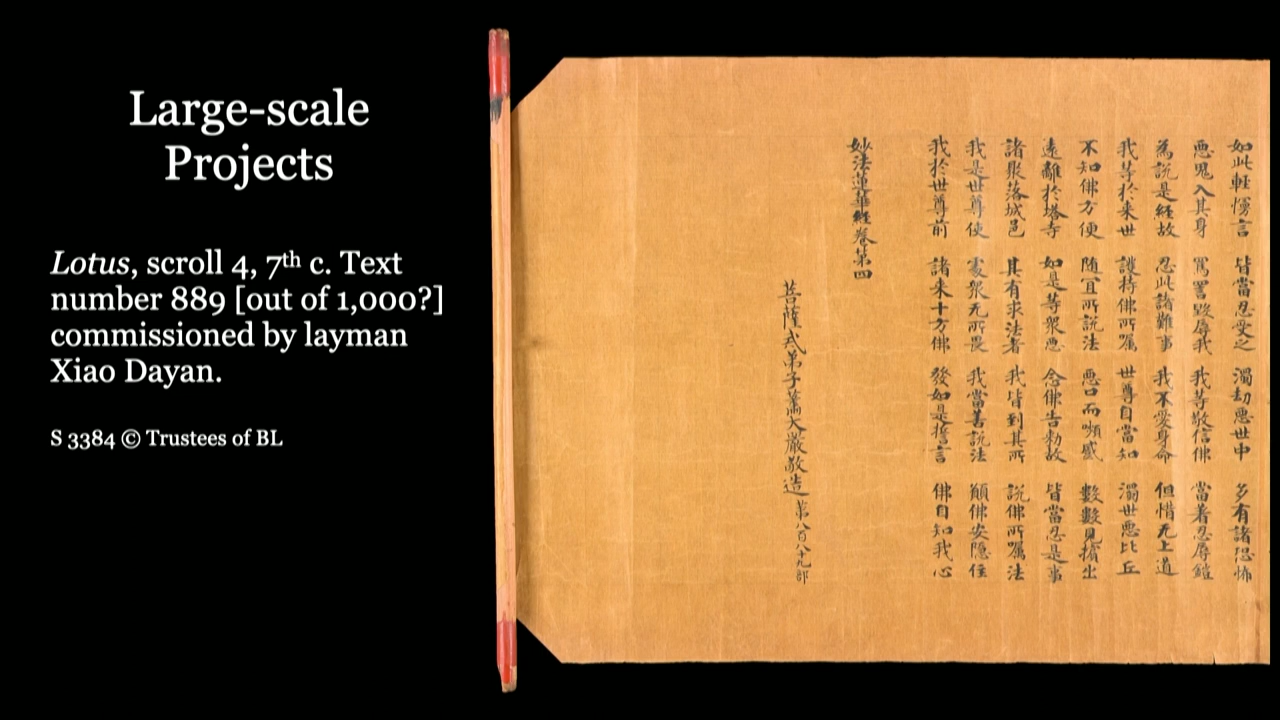 Large-scale
Projects
Lotus, scroll 4, 7th c. Text
number 889 [out of 1,000?]
commissioned by layman
Xiao Dayan.
S 3384 © Trustees of BL
如此輕慢言 皆當忍受之 濁劫惡世中 多有諸恐怖
惡鬼入其身 罵詈毀辱我 我等敬信佛 當著忍辱鎧
為說是經故 忍此諸難事 我不愛身命 但惜无上道
我等於来世 護持佛所囑 世尊自當知 濁世惡比丘
不知佛方便 隨宜所說法 惡口而嚬蹙 數數見擯出
遠離於塔寺 如是等衆惡 念佛告勑故 皆當忍是事
諸聚落城邑 其有求法者 我皆到其所 說佛所囑法
我是世尊使 處衆无所畏 我當善說法 願佛安隱住
我於世尊前 諸来十方佛 發如是誓言 佛自知我心
妙法蓮華經卷第四
菩薩戒弟子蕭大嚴敬造 第八百八十九部